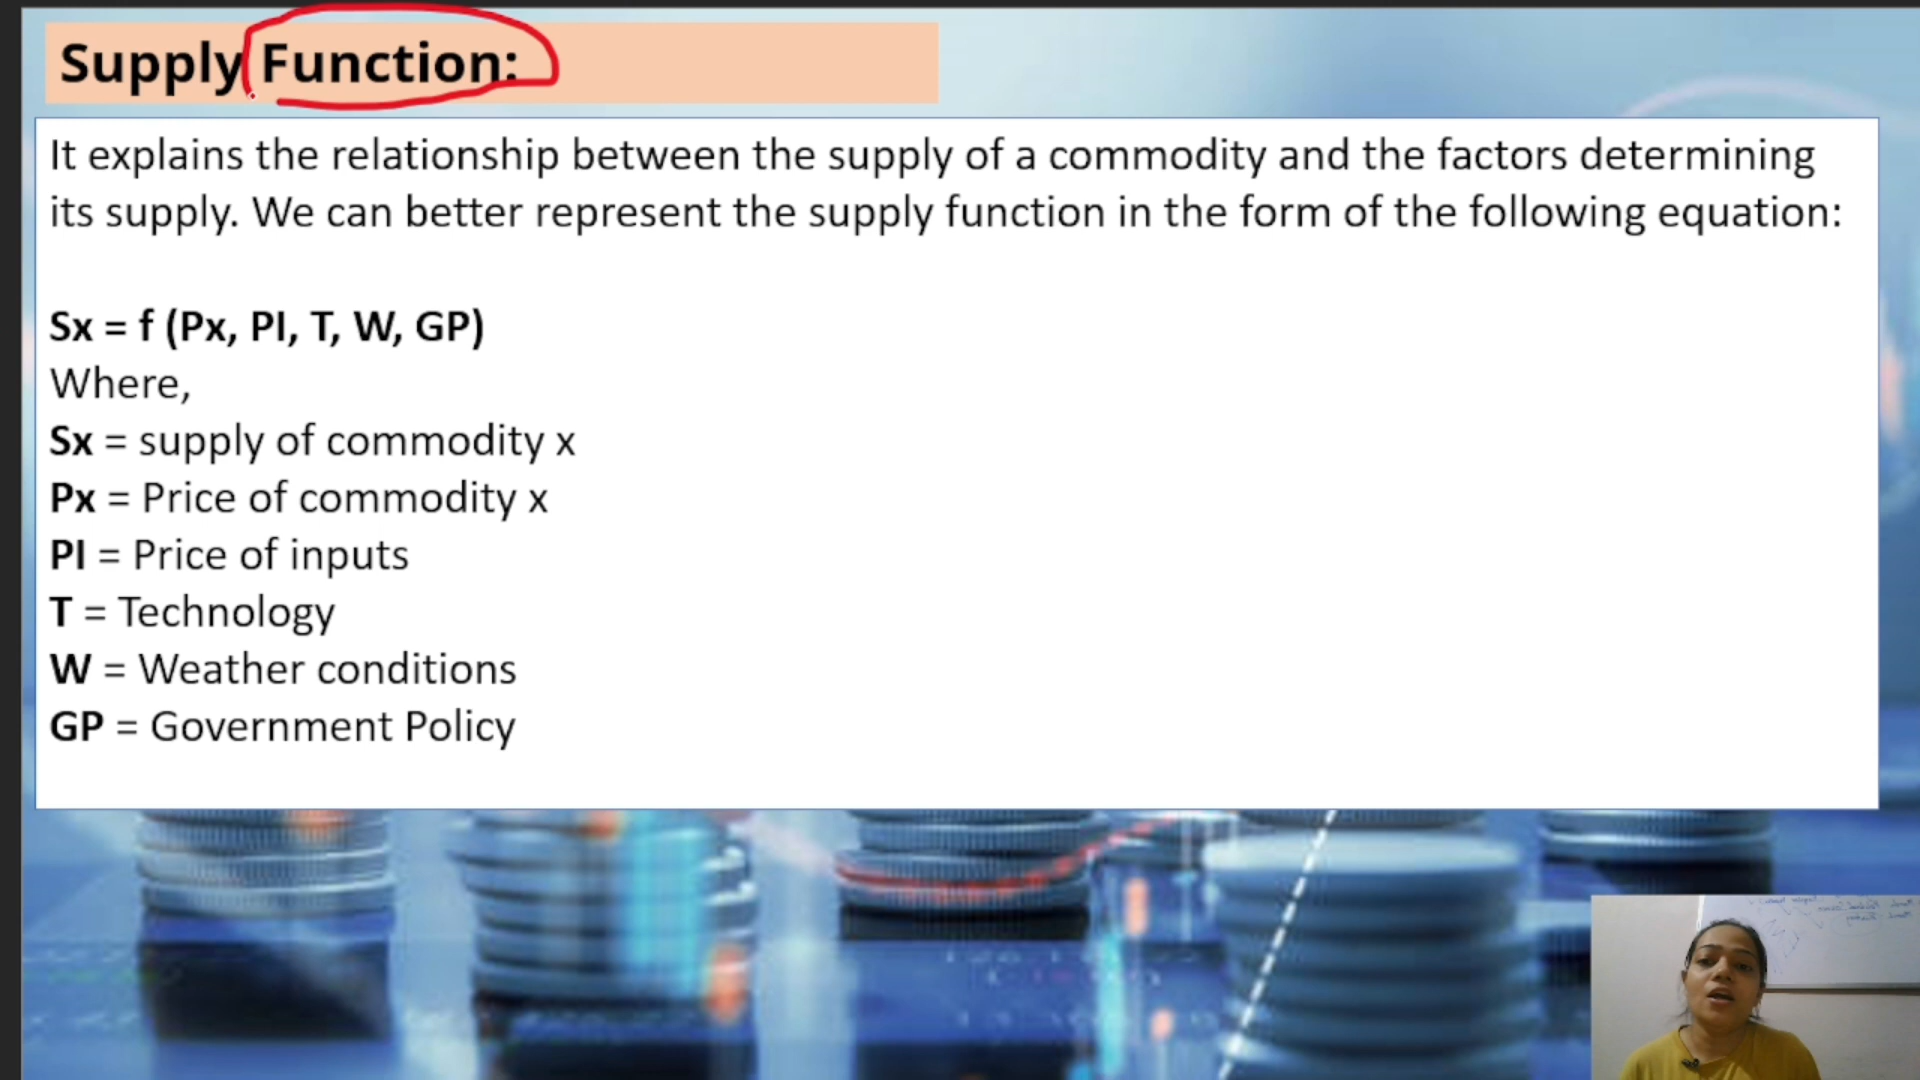 Supply Function:
It explains the relationship between the supply of a commodity and the factors determining
its supply. We can better represent the supply function in the form of the following equation:
Sx = f (Px, PI, T, W, GP)
Where,
Sx = supply of commodity x
Px = Price of commodity x
PI = Price of inputs
T = Technology
W = Weather conditions
GP = Government Policy